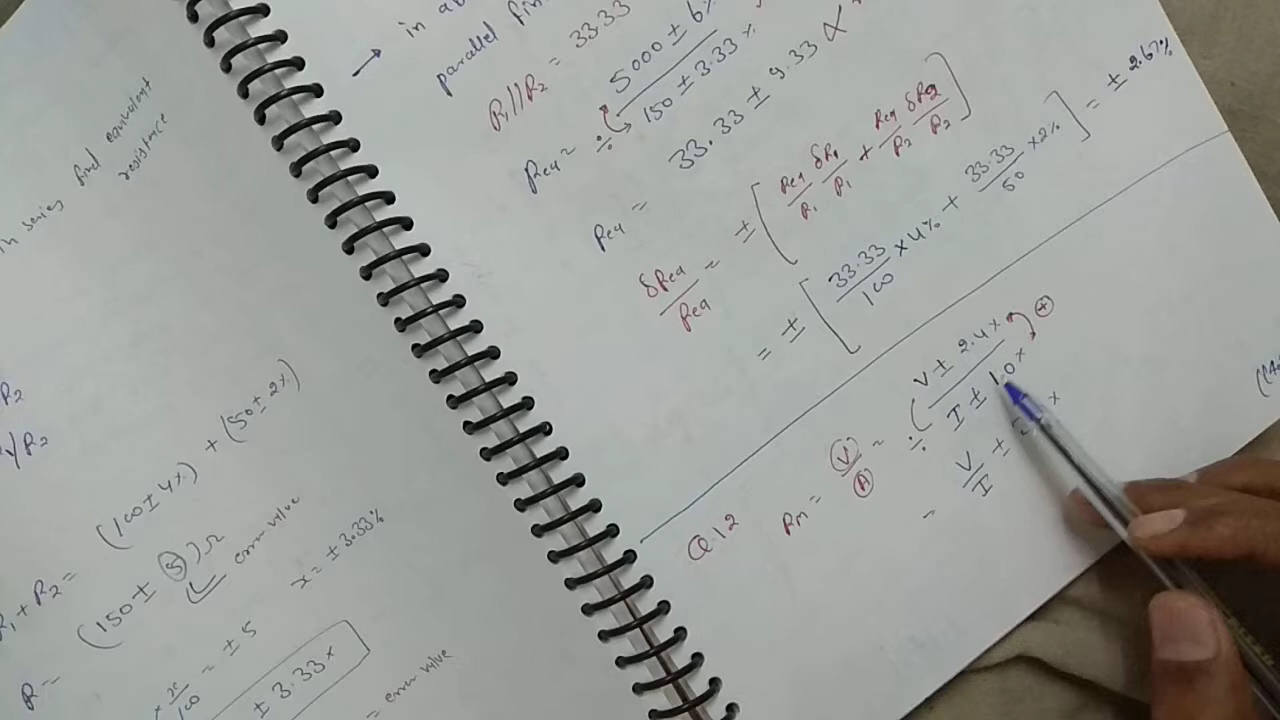 in series find equivalent
resistance
R2
R1 + R2 = (100 ± 4%) + (50 ± 2%)
(150 ± 5) Ω
error value
x/100 = ± 5
x = ± 3.33%
± 3.33%
= error value
→ in
parallel
R1//R2 = 33.33
Req = ÷ 5000 ± 6% / 150 ± 3.33%
Req = 33.33 ± 9.33
δReq/Req = ± [ Req/R1 δR1/R1 + Req/R2 δR2/R2 ]
= ± [ 33.33/100 × 4% + 33.33/50 × 2% ] = ± 2.67%
Q.12 Rm = V/A = ÷ ( V ± 2.4% / I ± 1.0% +
= V/I ±